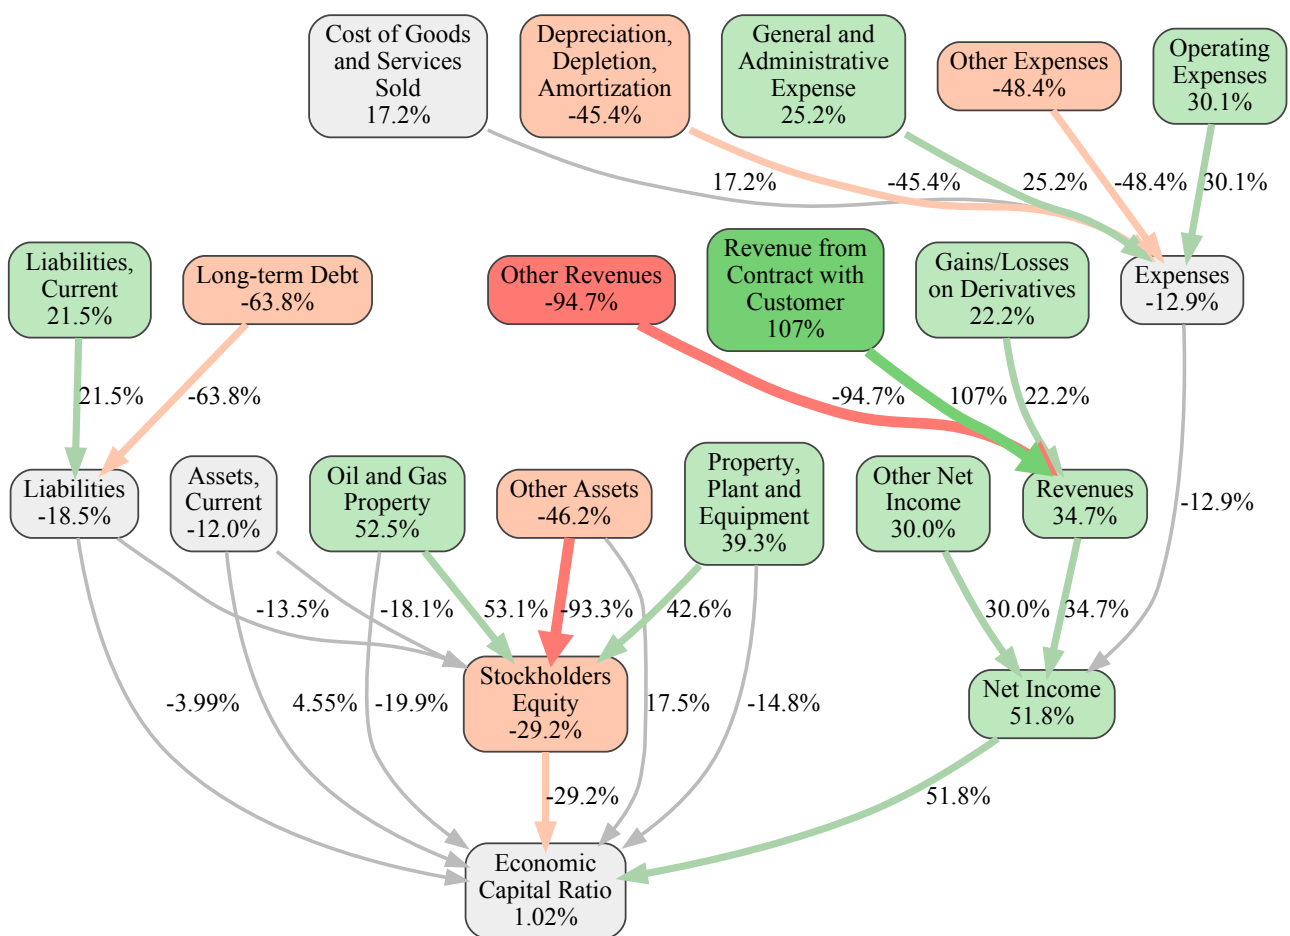 Cost of Goods
and Services
Sold
17.2%
Depreciation,
Depletion,
Amortization
-45.4%
General and
Administrative
Expense
25.2%
Other Expenses
-48.4%
Operating
Expenses
30.1%
17.2%
-45.4%
25.2%
-48.4%
30.1%
Liabilities,
Current
21.5%
Long-term Debt
-63.8%
Other Revenues
-94.7%
Revenue from
Contract with
Customer
107%
Gains/Losses
on Derivatives
22.2%
Expenses
-12.9%
21.5%
-63.8%
-94.7%
107%
22.2%
-12.9%
Liabilities
-18.5%
Assets,
Current
-12.0%
Oil and Gas
Property
52.5%
Other Assets
-46.2%
Property,
Plant and
Equipment
39.3%
Other Net
Income
30.0%
Revenues
34.7%
-13.5%
-18.1%
53.1%
-93.3%
42.6%
30.0%
34.7%
Stockholders
Equity
-29.2%
Net Income
51.8%
-3.99%
4.55%
-19.9%
17.5%
-14.8%
-29.2%
51.8%
Economic
Capital Ratio
1.02%